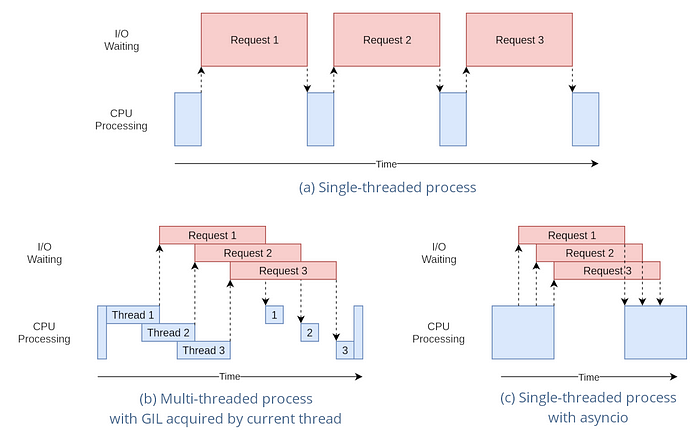 I/O
Waiting
Request 1
Request 2
Request 3
CPU
Processing
Time
(a) Single-threaded process
I/O
Waiting
Request 1
Request 2
Request 3
CPU
Processing
Thread 1
Thread 2
Thread 3
1
2
3
Time
(b) Multi-threaded process
with GIL acquired by current thread
I/O
Waiting
Request 1
Request 2
Request 3
CPU
Processing
Time
(c) Single-threaded process
with asyncio